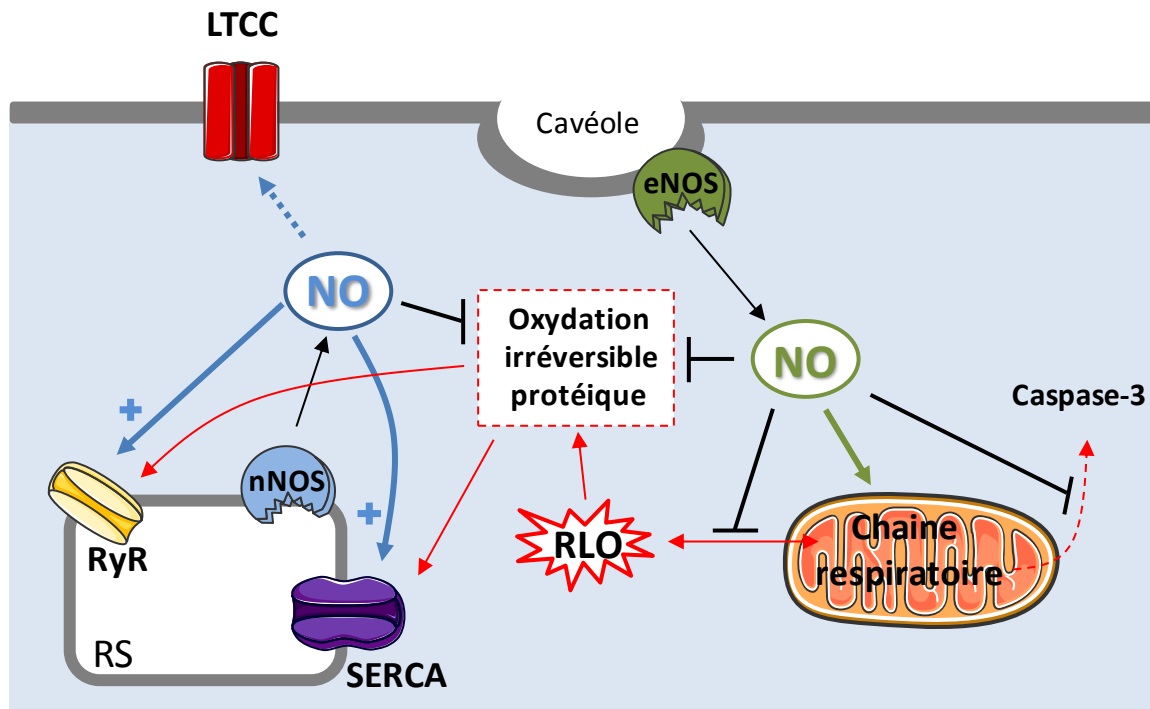 LTCC
Cavéole
eNOS
NO
Oxydation
irréversible
protéique
NO
Caspase-3
+
nNOS
+
RyR
RLO
Chaine
respiratoire
RS
SERCA